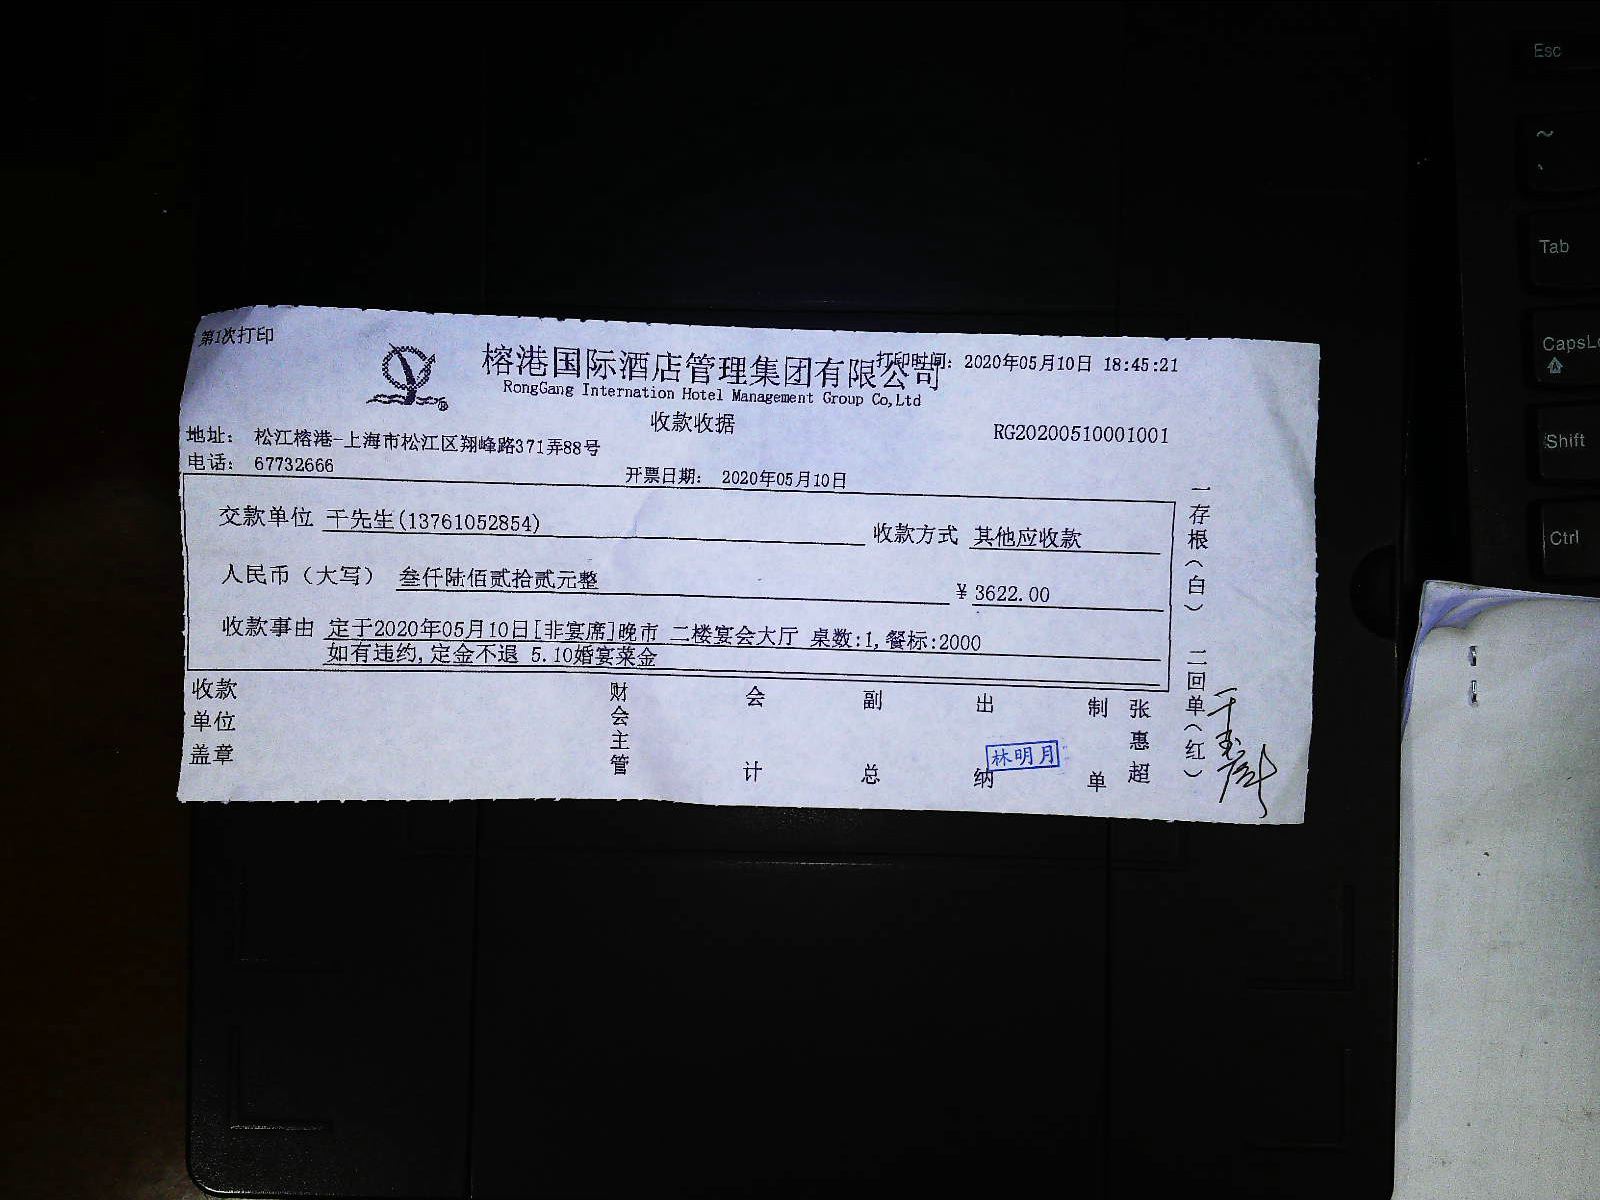 第1次打印
榕港国际酒店管理集团有限公司
打印时间: 2020年05月10日 18:45:21
RongGang Internation Hotel Management Group Co,Ltd
收款收据
RG20200510001001
地址: 松江榕港-上海市松江区翔峰路371弄88号
电话: 67732666
开票日期: 2020年05月10日
交款单位 干先生(13761052854) 收款方式 其他应收款
人民币(大写) 叁仟陆佰贰拾贰元整 ¥3622.00
收款事由 定于2020年05月10日[非宴席]晚市 二楼宴会大厅 桌数:1,餐标:2000
如有违约,定金不退 5.10婚宴菜金
收款单位盖章
财会主管
会计
副总
出纳
林明月
制单
张惠超
一存根(白)
二回单(红)
Esc
~
Tab
CapsLo
Shift
Ctrl